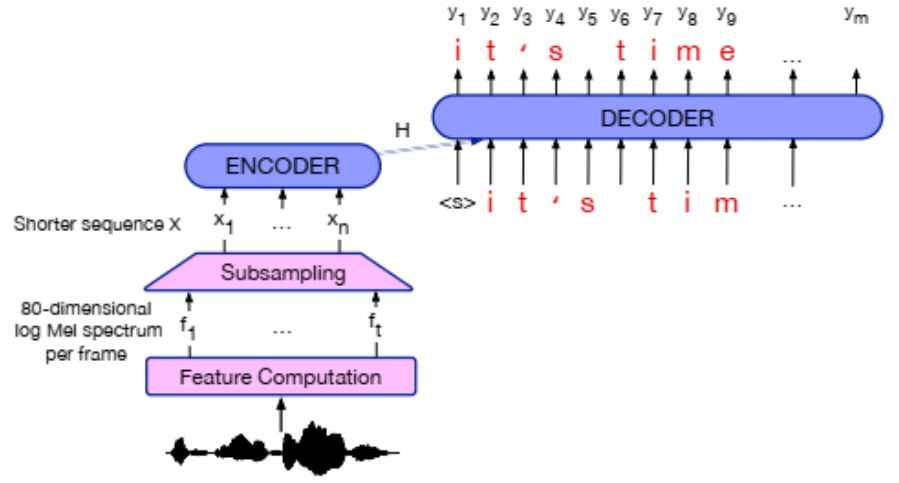 y1 y2 y3 y4 y5 y6 y7 y8 y9 ym
i t ' s t i m e ...
DECODER
H
ENCODER
<s> i t ' s t i m ...
Shorter sequence X x1 ... xn
Subsampling
80-dimensional
log Mel spectrum
per frame
f1 ... ft
Feature Computation